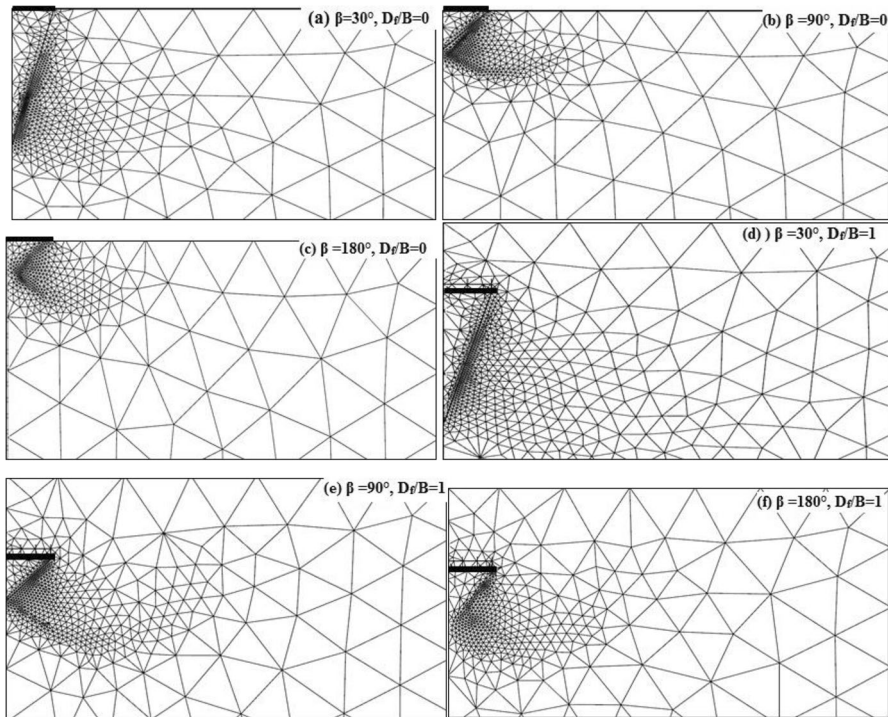 (a) β=30°, Df/B=0
(b) β =90°, Df/B=0
(c) β =180°, Df/B=0
(d) ) β =30°, Df/B=1
(e) β =90°, Df/B=1
(f) β =180°, Df/B=1